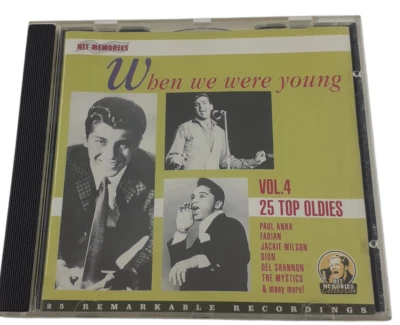 HIT MEMORIES
When we were young
VOL.4
25 TOP OLDIES
PAUL ANKA
FABIAN
JACKIE WILSON
DION
DEL SHANNON
THE MYSTICS
& many more!
MEMORIES
25 REMARKABLE RECORDINGS